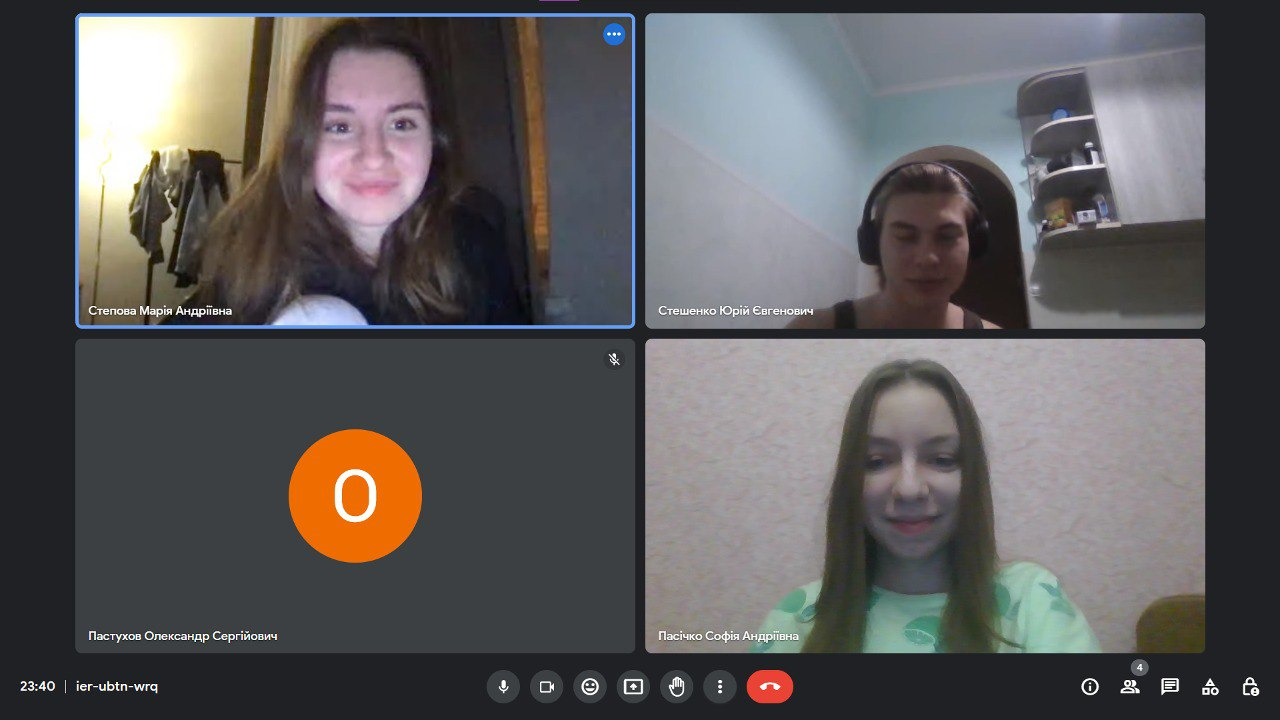 Степова Марія Андріївна
Стешенко Юрій Євгенович
О
Пастухов Олександр Сергійович
Пасічко Софія Андріївна
4
23:40 | ier-ubtn-wrq